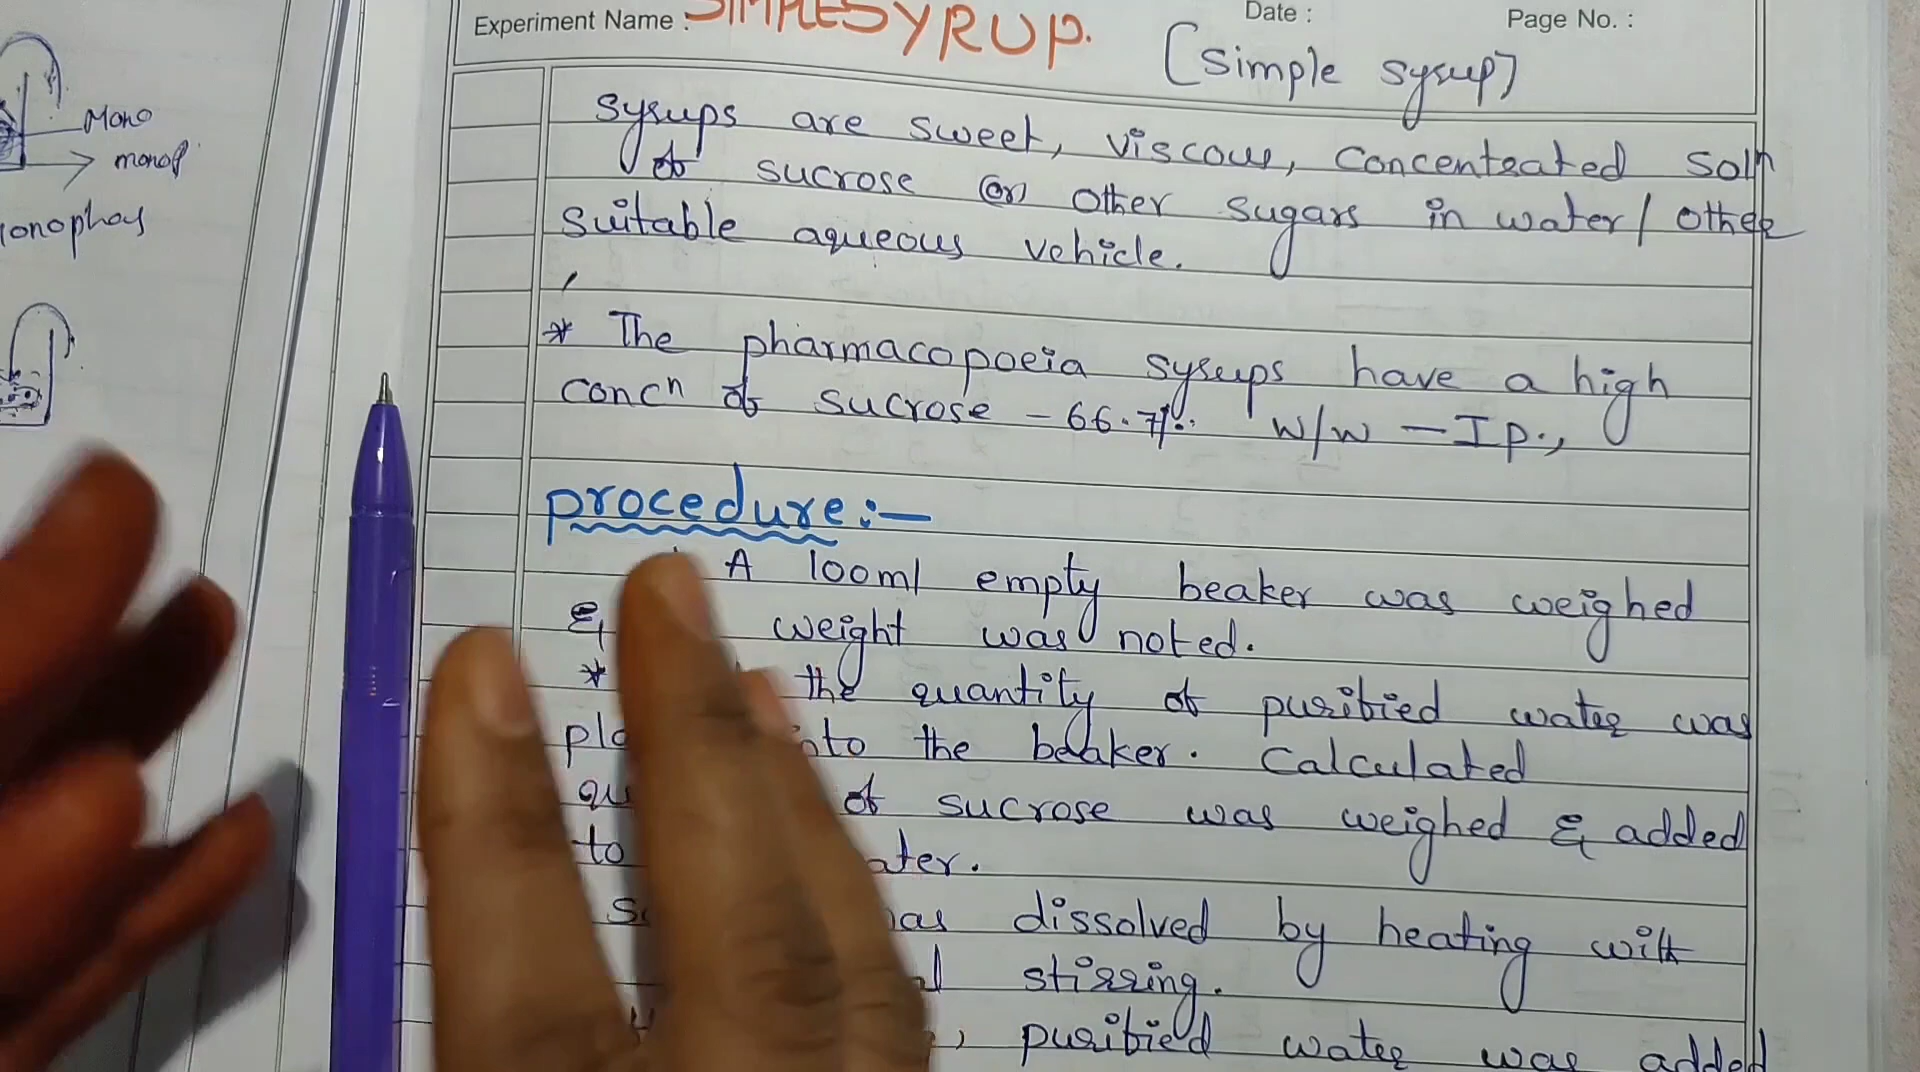 Mono
monop
onophas
Experiment Name : SIMPLE SYRUP.
Date :
Page No. :
[Simple syrup]
Syrups are sweet, viscous, concentrated solⁿ
of sucrose (or) other sugars in water/other
suitable aqueous vehicle.
* The pharmacopoeia syrups have a high
concⁿ of sucrose - 66.7%. w/w - Ip.,
procedure:-
A 100ml empty beaker was weighed
& weight was noted.
* the quantity of purified water was
into the beaker. Calculated
of sucrose was weighed & added
to
dissolved by heating with
stirring.
, purified water was added